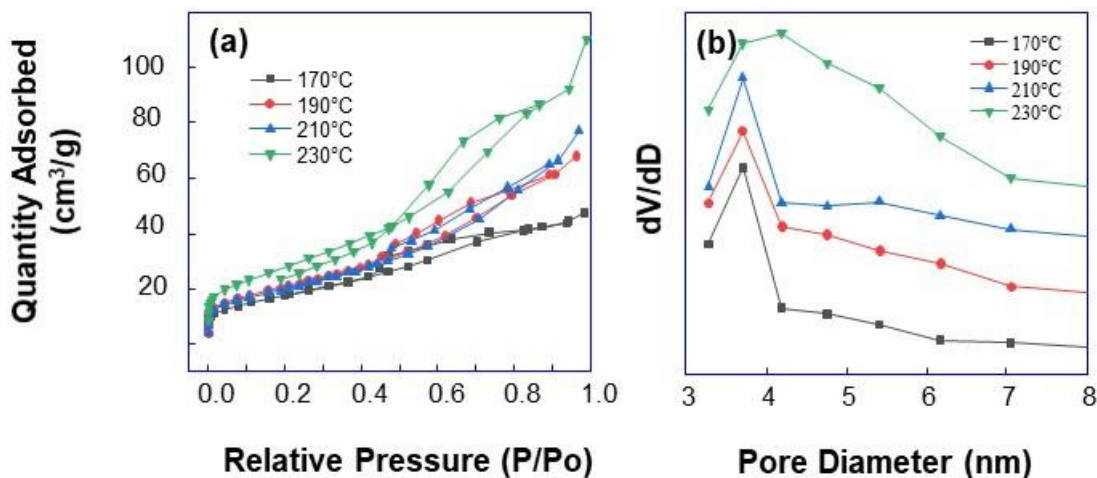 (a)
Quantity Adsorbed
(cm³/g)
100
80
60
40
20
170°C
190°C
210°C
230°C
0.0 0.2 0.4 0.6 0.8 1.0
Relative Pressure (P/Po)
(b)
dV/dD
170°C
190°C
210°C
230°C
3 4 5 6 7 8
Pore Diameter (nm)